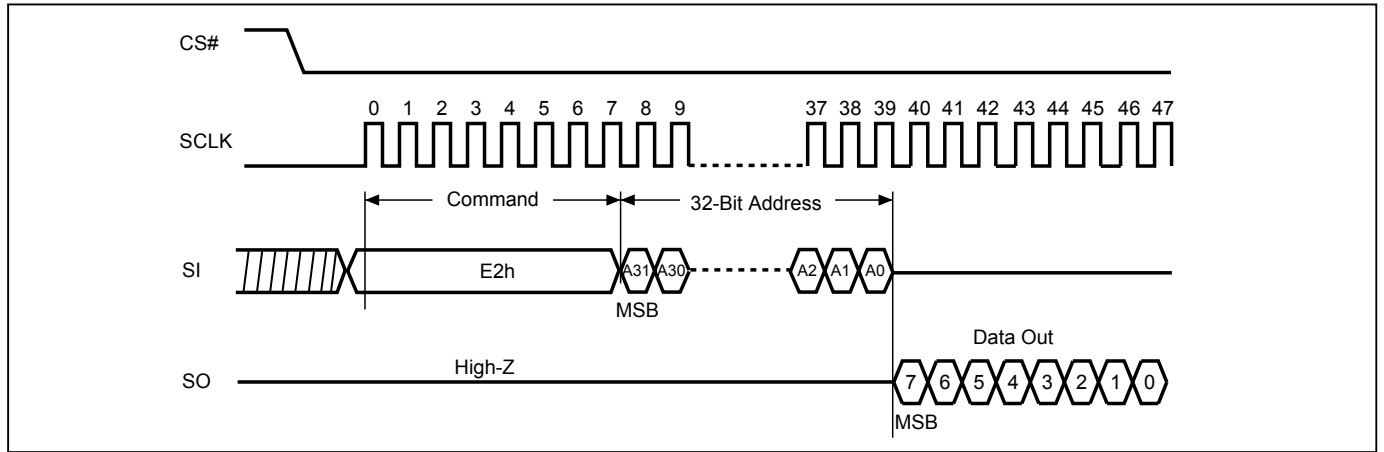 CS#
0 1 2 3 4 5 6 7 8 9 37 38 39 40 41 42 43 44 45 46 47
SCLK
Command 32-Bit Address
SI E2h A31 A30 A2 A1 A0
MSB
Data Out
High-Z
SO 7 6 5 4 3 2 1 0
MSB